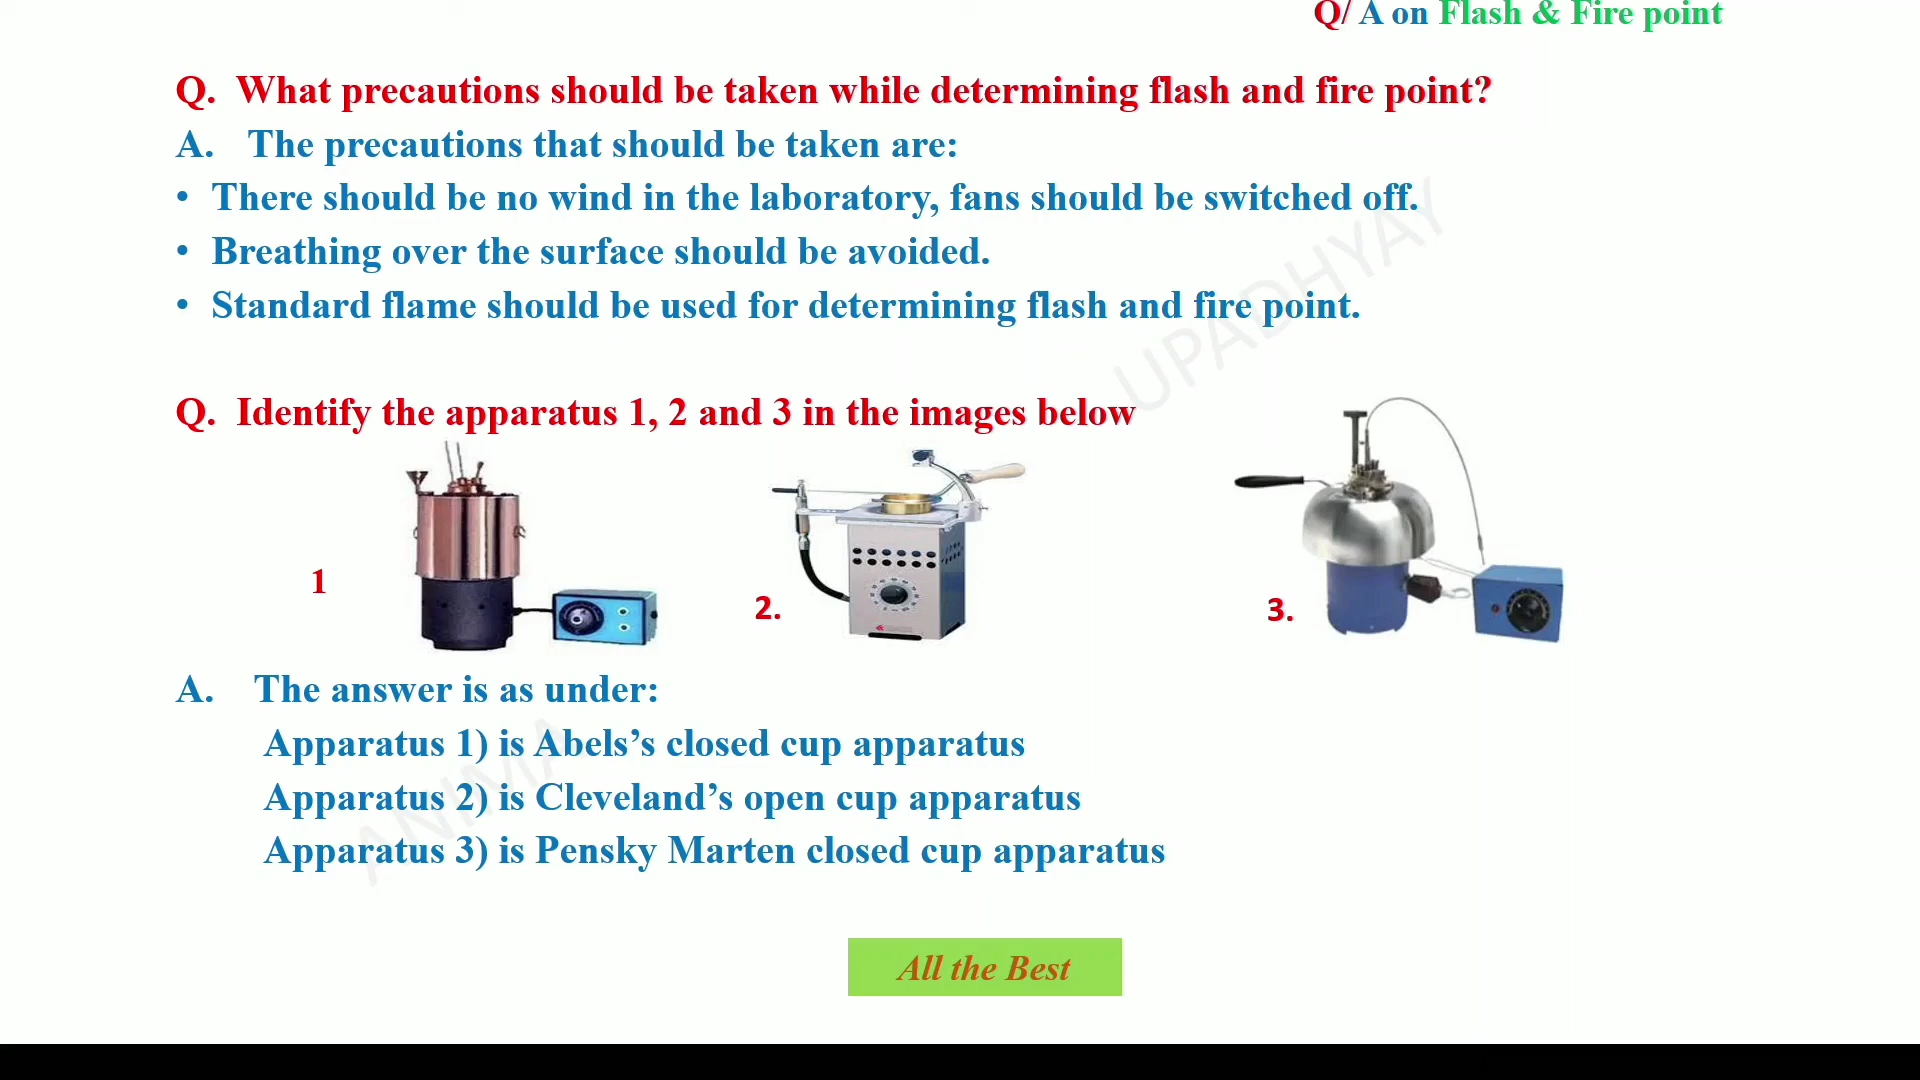 Q/ A on Flash & Fire point
Q. What precautions should be taken while determining flash and fire point?
A. The precautions that should be taken are:
• There should be no wind in the laboratory, fans should be switched off.
• Breathing over the surface should be avoided.
• Standard flame should be used for determining flash and fire point.
UPADHYAY
Q. Identify the apparatus 1, 2 and 3 in the images below
1
2.
3.
A. The answer is as under:
Apparatus 1) is Abels’s closed cup apparatus
Apparatus 2) is Cleveland’s open cup apparatus
Apparatus 3) is Pensky Marten closed cup apparatus
ANIMA
All the Best